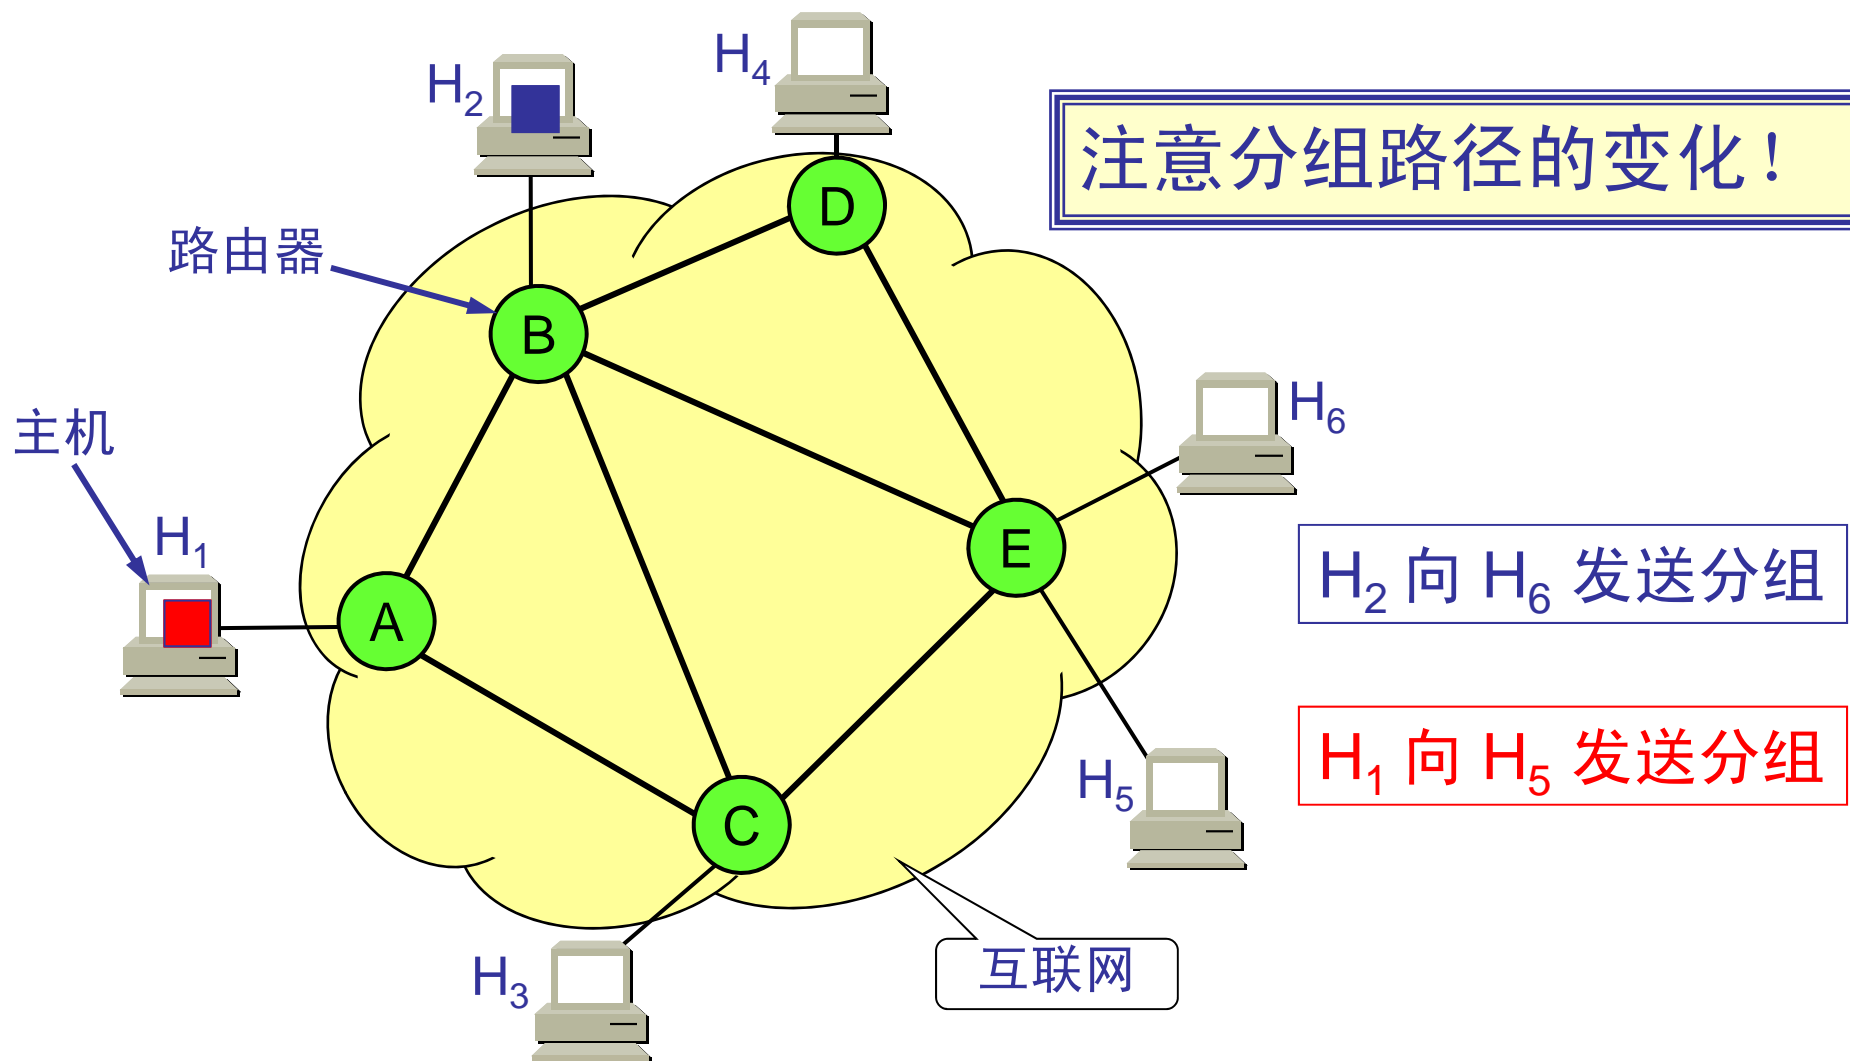 H4
H2
注意分组路径的变化！
D
路由器
B
H6
主机
H1
E
H2 向 H6 发送分组
A
H1 向 H5 发送分组
H5
C
互联网
H3